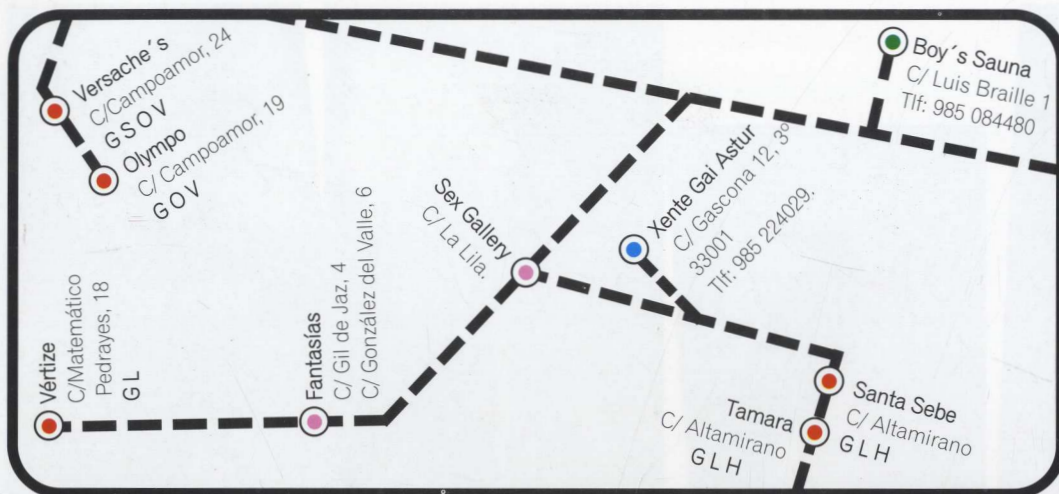 Versache´s
C/Campoamor, 24
G S O V
Olympo
C/ Campoamor, 19
G O V
Boy´s Sauna
C/ Luis Braille 1
Tlf: 985 084480
Xente Gai Astur
C/ Gascona 12, 3º
33001
Tlf: 985 224029.
Sex Gallery
C/ La Lila.
Vértize
C/Matemático
Pedrayes, 18
G L
Fantasías
C/ Gil de Jaz, 4
C/ González del Valle, 6
Santa Sebe
C/ Altamirano
G L H
Tamara
C/ Altamirano
G L H